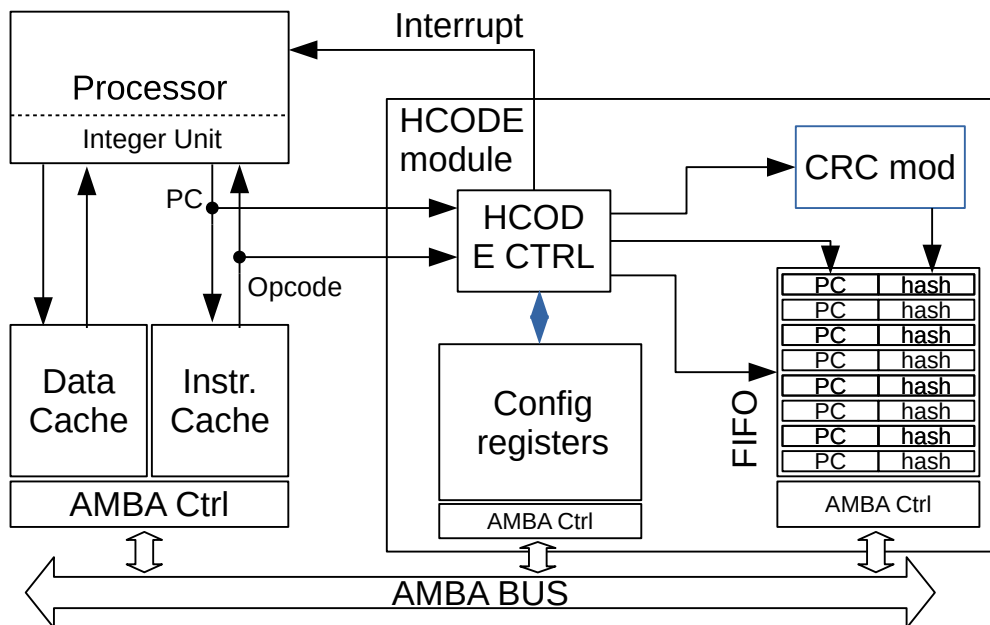 Interrupt
Processor
Integer Unit
HCODE
module
CRC mod
PC
HCOD
E CTRL
Opcode
PC hash
PC hash
PC hash
PC hash
PC hash
PC hash
PC hash
PC hash
FIFO
Data
Cache
Instr.
Cache
Config
registers
AMBA Ctrl
AMBA Ctrl
AMBA Ctrl
AMBA BUS